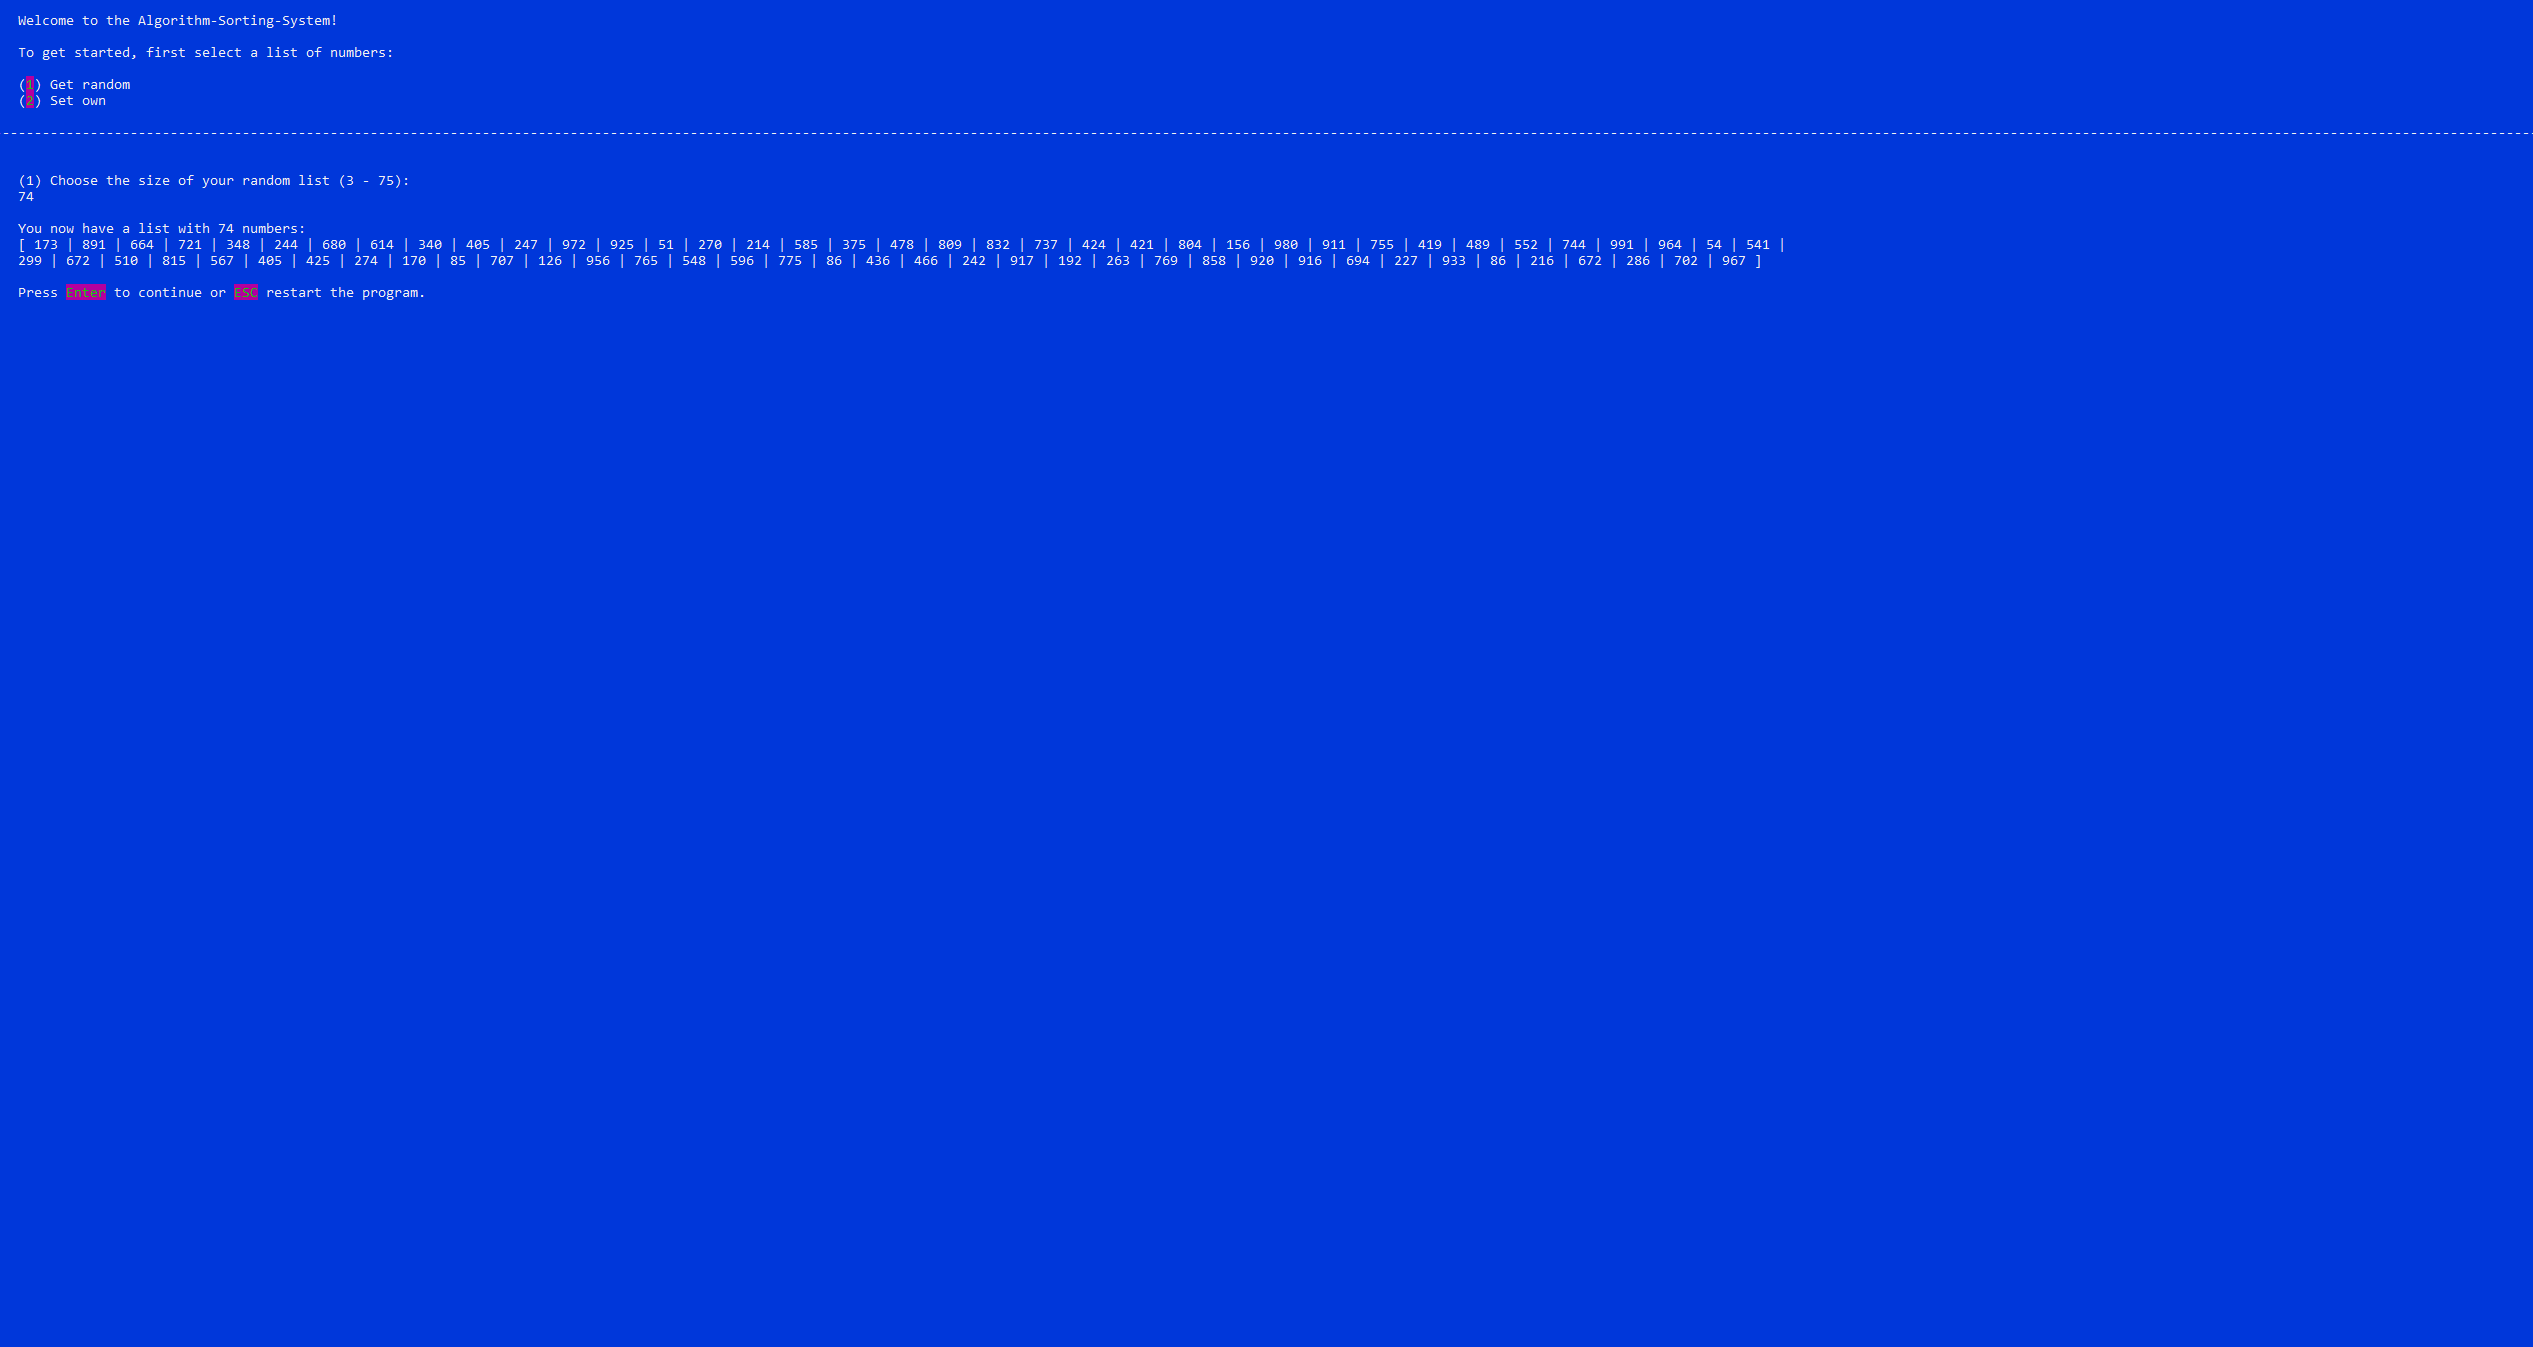 Welcome to the Algorithm-Sorting-System!
To get started, first select a list of numbers:
(1) Get random
(2) Set own
(1) Choose the size of your random list (3 - 75):
74
You now have a list with 74 numbers:
[ 173 | 891 | 664 | 721 | 348 | 244 | 680 | 614 | 340 | 405 | 247 | 972 | 925 | 51 | 270 | 214 | 585 | 375 | 478 | 809 | 832 | 737 | 424 | 421 | 804 | 156 | 980 | 911 | 755 | 419 | 489 | 552 | 744 | 991 | 964 | 54 | 541 |
299 | 672 | 510 | 815 | 567 | 405 | 425 | 274 | 170 | 85 | 707 | 126 | 956 | 765 | 548 | 596 | 775 | 86 | 436 | 466 | 242 | 917 | 192 | 263 | 769 | 858 | 920 | 916 | 694 | 227 | 933 | 86 | 216 | 672 | 286 | 702 | 967 ]
Press Enter to continue or ESC restart the program.